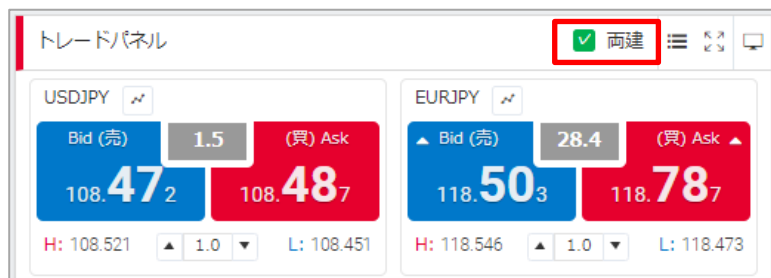 トレードパネル 両建
USDJPY EURJPY
Bid (売) 1.5 (買) Ask ▲ Bid (売) 28.4 (買) Ask ▲
108.472 108.487 118.503 118.787
H: 108.521 ▲ 1.0 ▼ L: 108.451 H: 118.546 ▲ 1.0 ▼ L: 118.473